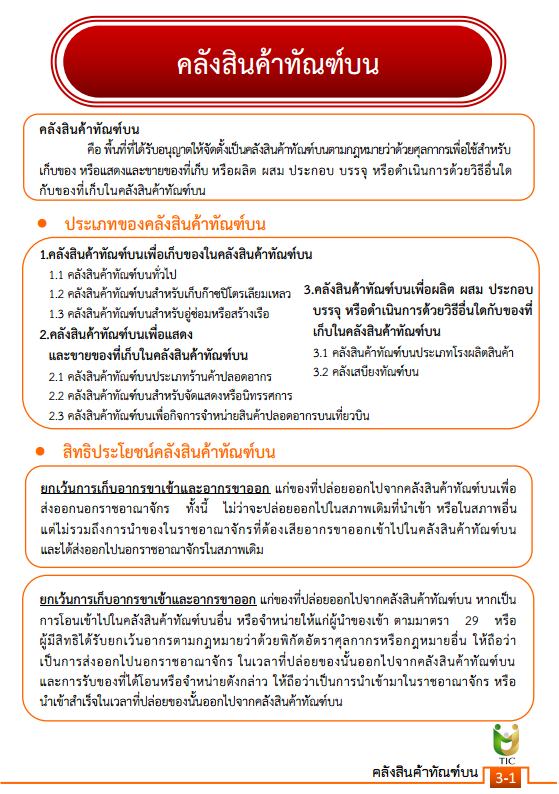 คลังสินค้าทัณฑ์บน
คลังสินค้าทัณฑ์บน
คือ พื้นที่ที่ได้รับอนุญาตให้จัดตั้งเป็นคลังสินค้าทัณฑ์บนตามกฎหมายว่าด้วยศุลกากรเพื่อใช้สำหรับ
เก็บของ หรือแสดงและขายของที่เก็บ หรือผลิต ผสม ประกอบ บรรจุ หรือดำเนินการด้วยวิธีอื่นใด
กับของที่เก็บในคลังสินค้าทัณฑ์บน
● ประเภทของคลังสินค้าทัณฑ์บน
1.คลังสินค้าทัณฑ์บนเพื่อเก็บของในคลังสินค้าทัณฑ์บน
1.1 คลังสินค้าทัณฑ์บนทั่วไป
1.2 คลังสินค้าทัณฑ์บนสำหรับเก็บก๊าซปิโตรเลียมเหลว
1.3 คลังสินค้าทัณฑ์บนสำหรับอู่ซ่อมหรือสร้างเรือ
2.คลังสินค้าทัณฑ์บนเพื่อแสดง
และขายของที่เก็บในคลังสินค้าทัณฑ์บน
2.1 คลังสินค้าทัณฑ์บนประเภทร้านค้าปลอดอากร
2.2 คลังสินค้าทัณฑ์บนสำหรับจัดแสดงหรือนิทรรศการ
2.3 คลังสินค้าทัณฑ์บนเพื่อกิจการจำหน่ายสินค้าปลอดอากรบนเที่ยวบิน
3.คลังสินค้าทัณฑ์บนเพื่อผลิต ผสม ประกอบ
บรรจุ หรือดำเนินการด้วยวิธีอื่นใดกับของที่
เก็บในคลังสินค้าทัณฑ์บน
3.1 คลังสินค้าทัณฑ์บนประเภทโรงผลิตสินค้า
3.2 คลังเสบียงทัณฑ์บน
● สิทธิประโยชน์คลังสินค้าทัณฑ์บน
ยกเว้นการเก็บอากรขาเข้าและอากรขาออก แก่ของที่ปล่อยออกไปจากคลังสินค้าทัณฑ์บนเพื่อ
ส่งออกนอกราชอาณาจักร ทั้งนี้ ไม่ว่าจะปล่อยออกไปในสภาพเดิมที่นำเข้า หรือในสภาพอื่น
แต่ไม่รวมถึงการนำของในราชอาณาจักรที่ต้องเสียอากรขาออกเข้าไปในคลังสินค้าทัณฑ์บน
และได้ส่งออกไปนอกราชอาณาจักรในสภาพเดิม
ยกเว้นการเก็บอากรขาเข้าและอากรขาออก แก่ของที่ปล่อยออกไปจากคลังสินค้าทัณฑ์บน หากเป็น
การโอนเข้าไปในคลังสินค้าทัณฑ์บนอื่น หรือจำหน่ายให้แก่ผู้นำของเข้า ตามมาตรา 29 หรือ
ผู้มีสิทธิได้รับยกเว้นอากรตามกฎหมายว่าด้วยพิกัดอัตราศุลกากรหรือกฎหมายอื่น ให้ถือว่า
เป็นการส่งออกไปนอกราชอาณาจักร ในเวลาที่ปล่อยของนั้นออกไปจากคลังสินค้าทัณฑ์บน
และการรับของที่ได้โอนหรือจำหน่ายดังกล่าว ให้ถือว่าเป็นการนำเข้ามาในราชอาณาจักร หรือ
นำเข้าสำเร็จในเวลาที่ปล่อยของนั้นออกไปจากคลังสินค้าทัณฑ์บน
TIC
คลังสินค้าทัณฑ์บน 3-1